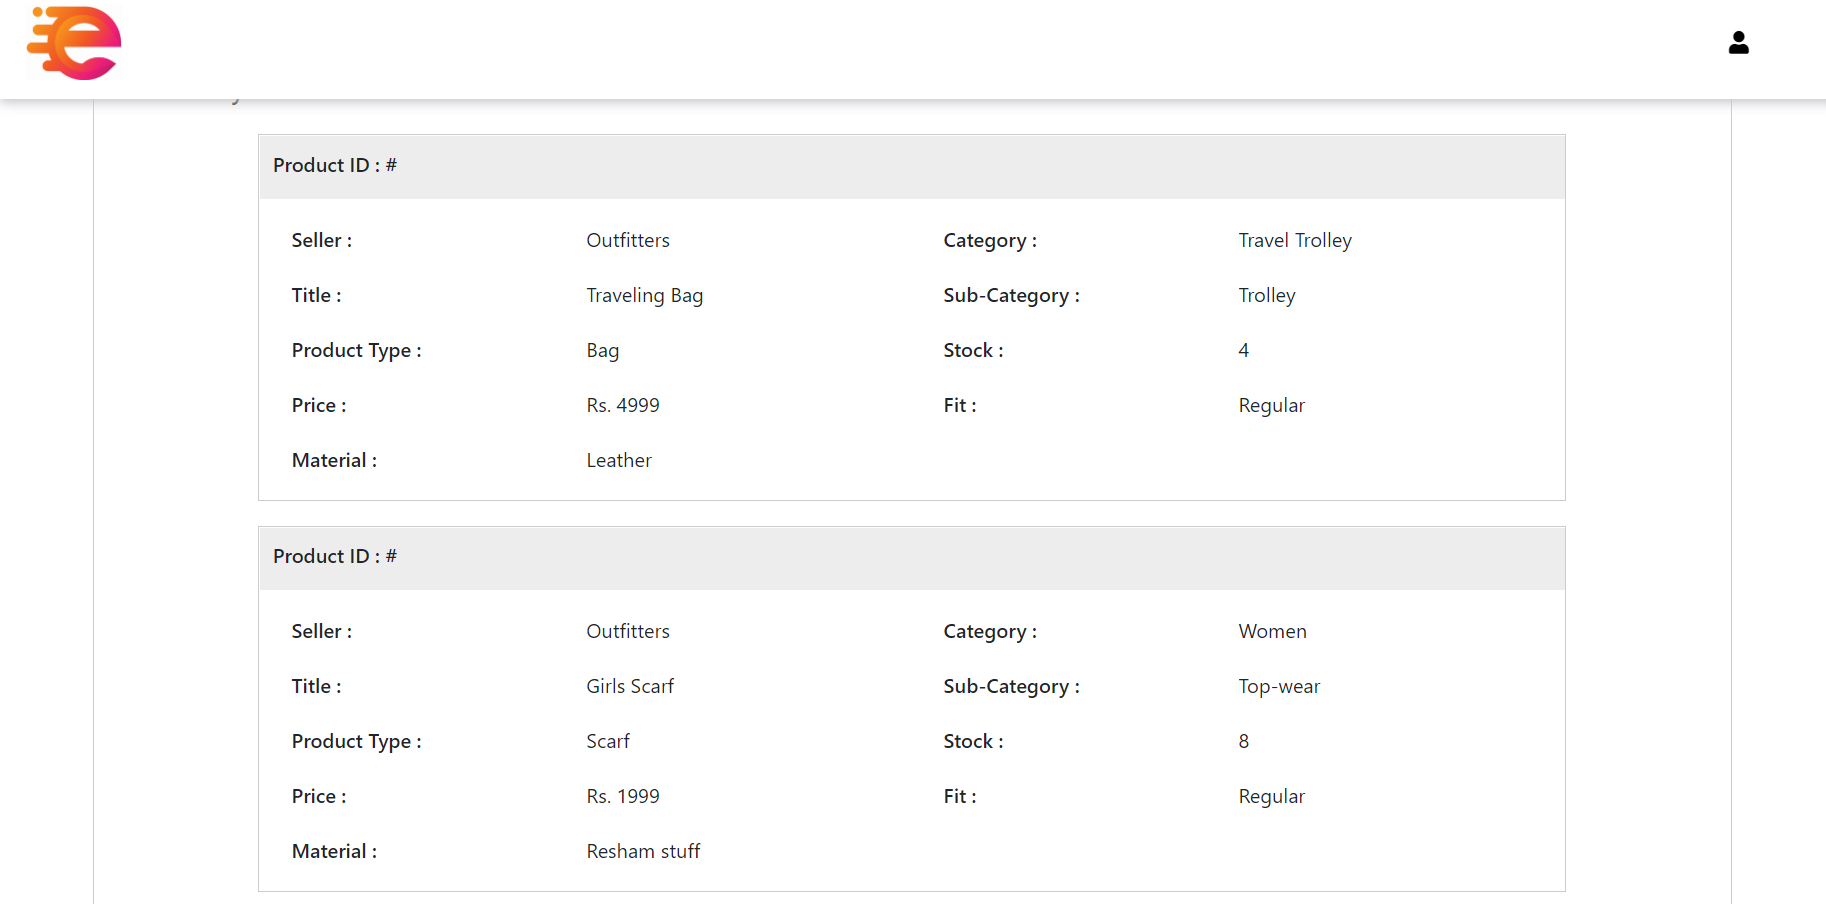 Product ID : #
Seller : Outfitters Category : Travel Trolley
Title : Traveling Bag Sub-Category : Trolley
Product Type : Bag Stock : 4
Price : Rs. 4999 Fit : Regular
Material : Leather
Product ID : #
Seller : Outfitters Category : Women
Title : Girls Scarf Sub-Category : Top-wear
Product Type : Scarf Stock : 8
Price : Rs. 1999 Fit : Regular
Material : Resham stuff